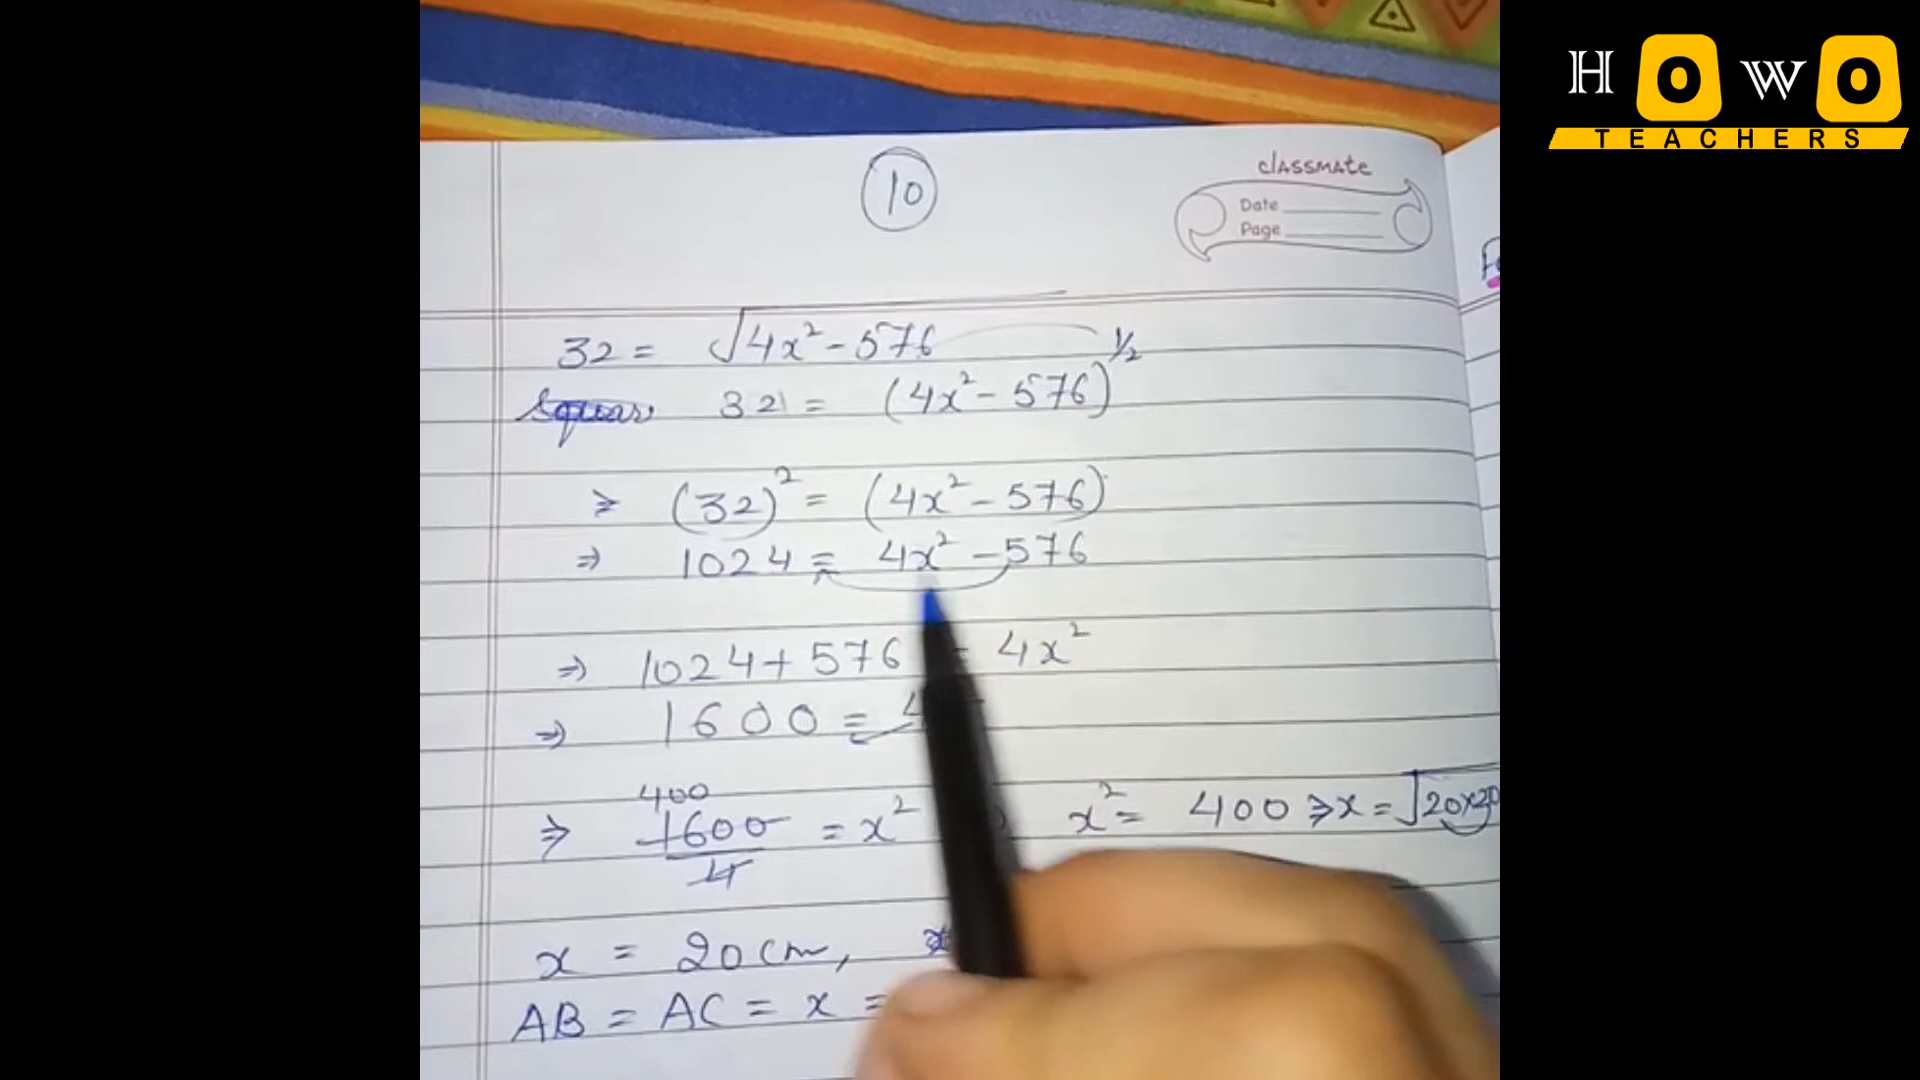 HOWO
TEACHERS
classmate
Date
Page
10
32 = √4x² - 576
Square 32 = (4x² - 576)^1/2
⇒ (32)² = (4x² - 576)
⇒ 1024 = 4x² - 576
⇒ 1024 + 576 = 4x²
⇒ 1600 = 4
400
⇒ 1600/4 = x² x² = 400 ⇒ x = √20×20
x = 20 cm, x
AB = AC = x =